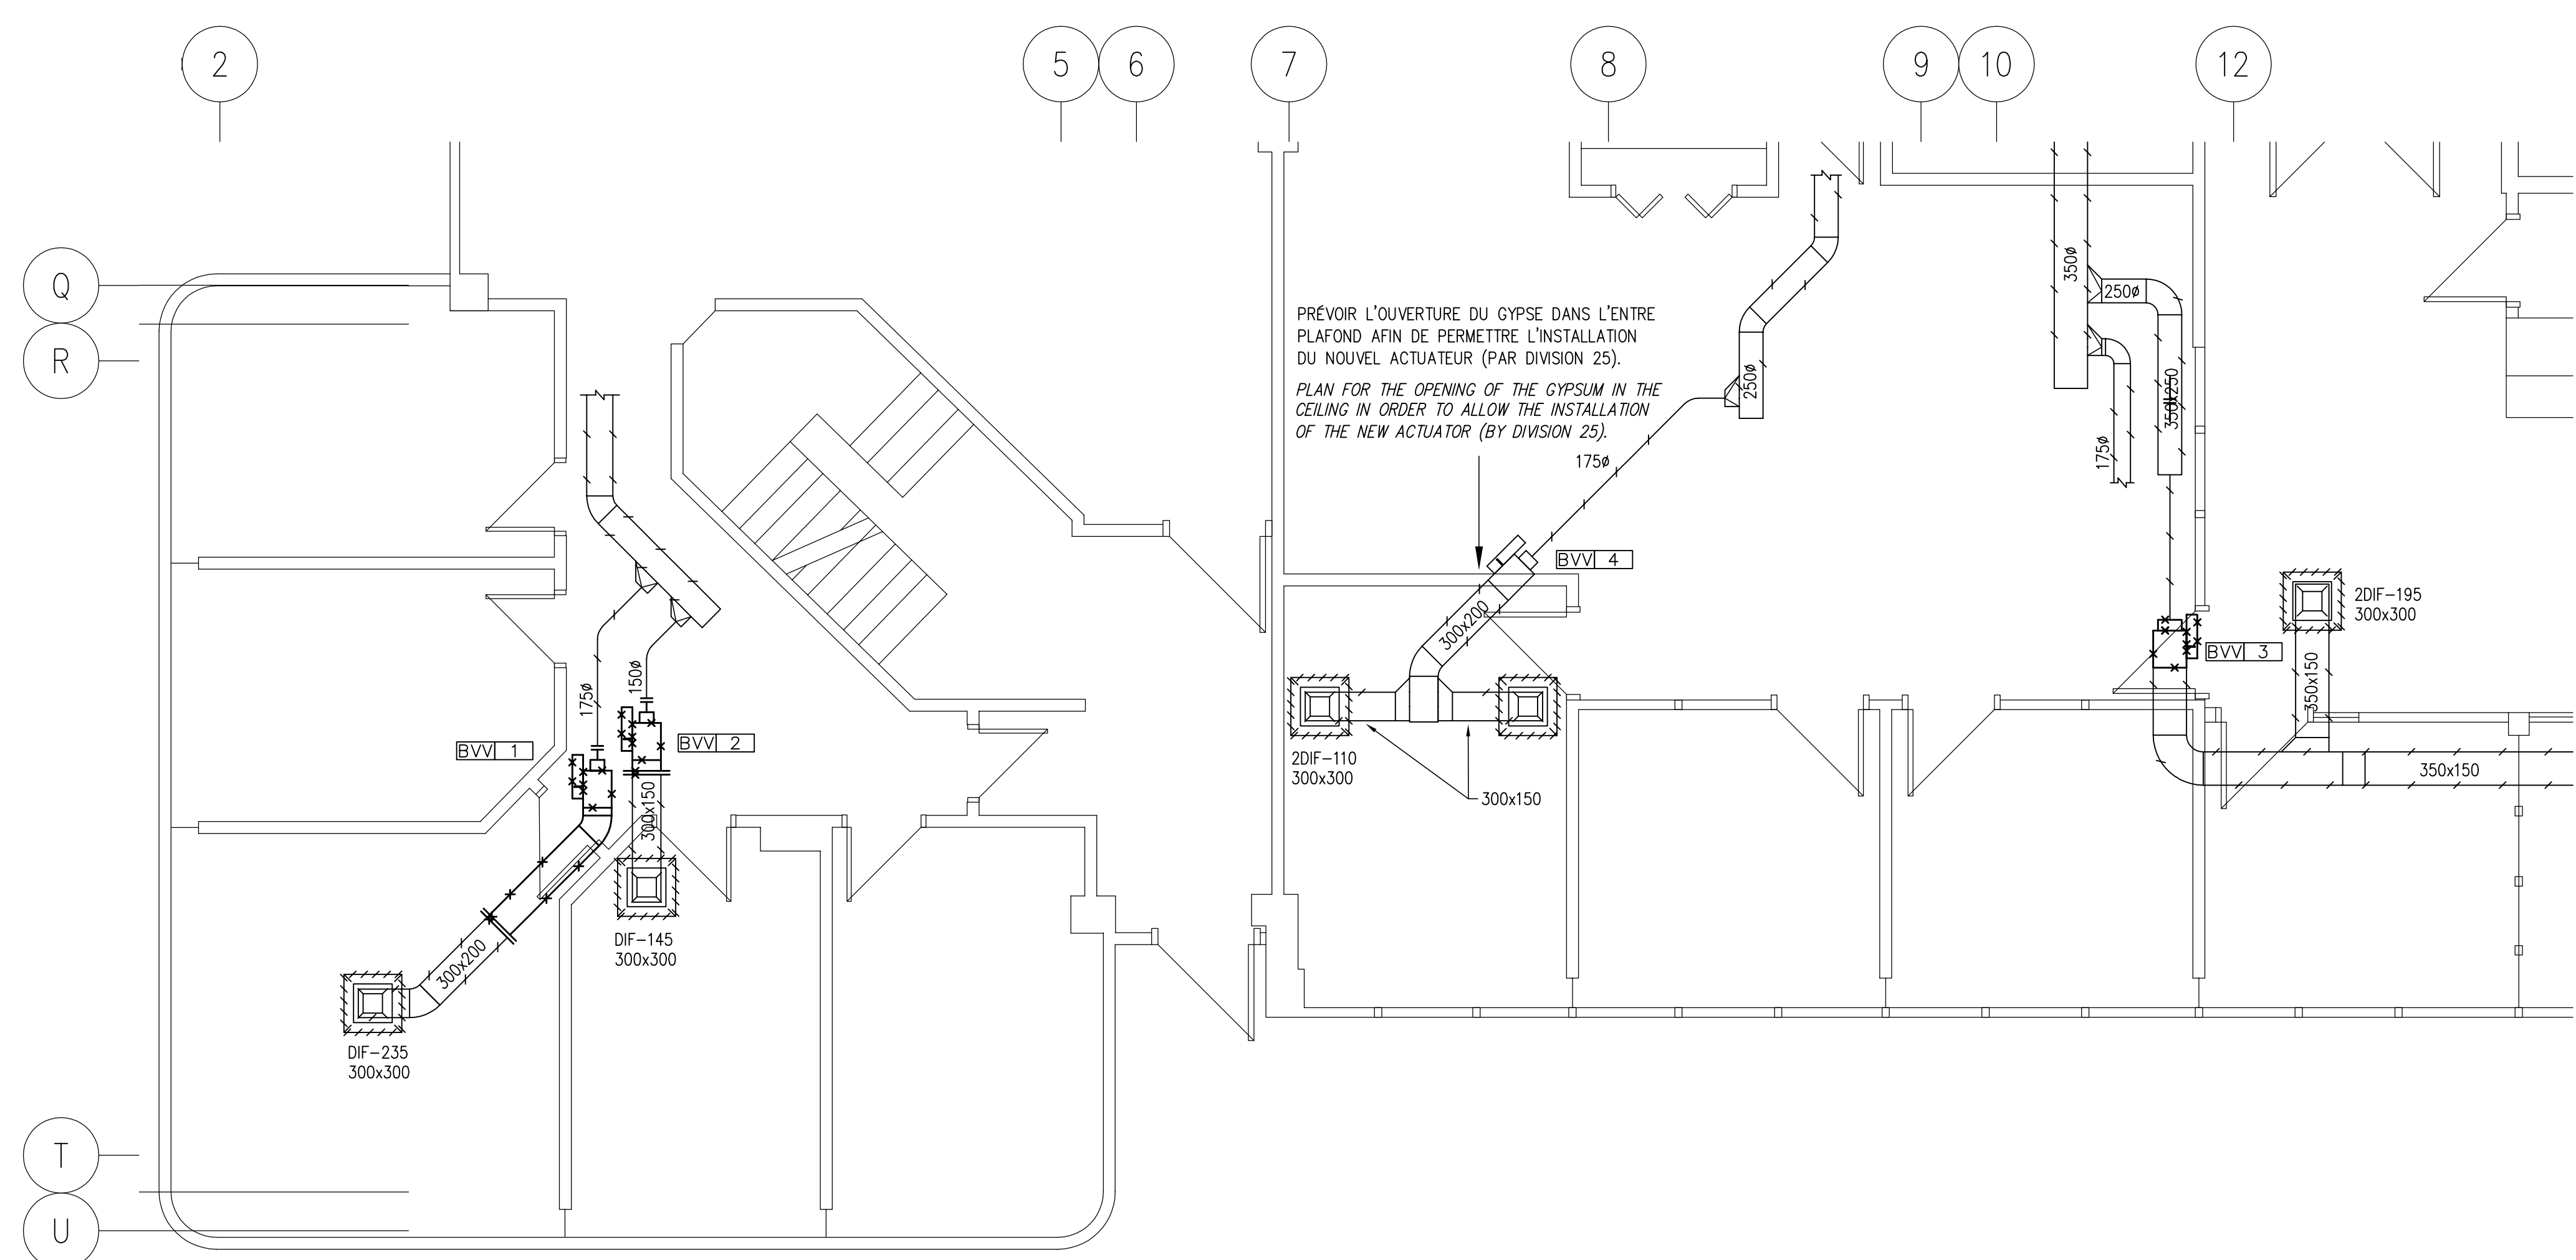 2
5
6
7
8
9
10
12
Q
R
T
U
PRÉVOIR L'OUVERTURE DU GYPSE DANS L'ENTRE
PLAFOND AFIN DE PERMETTRE L'INSTALLATION
DU NOUVEL ACTUATEUR (PAR DIVISION 25).
PLAN FOR THE OPENING OF THE GYPSUM IN THE
CEILING IN ORDER TO ALLOW THE INSTALLATION
OF THE NEW ACTUATOR (BY DIVISION 25).
350ø
250ø
350x250
175ø
250ø
175ø
BVV 4
300x200
2DIF-195
300x300
BVV 3
350x150
350x150
150ø
175ø
BVV 1
BVV 2
300x150
2DIF-110
300x300
300x150
DIF-145
300x300
300x200
DIF-235
300x300